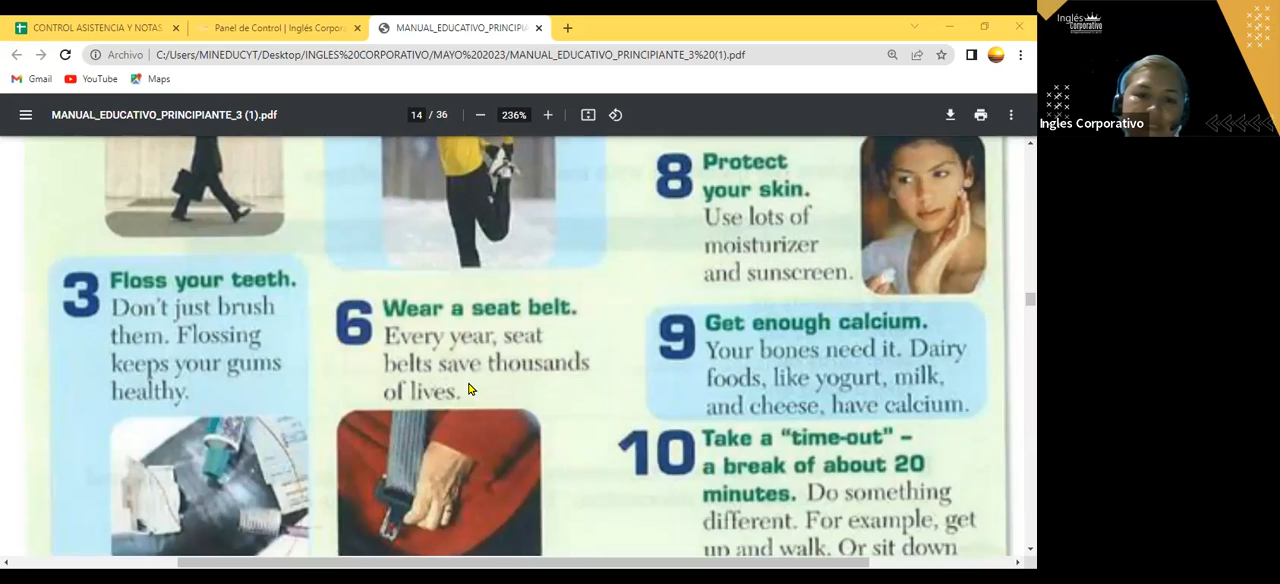 CONTROL ASISTENCIA Y NOTAS
Panel de Control | Inglés Corpora
MANUAL_EDUCATIVO_PRINCIPI
Archivo
C:/Users/MINEDUCYT/Desktop/INGLES%20CORPORATIVO/MAYO%202023/MANUAL_EDUCATIVO_PRINCIPIANTE_3%20(1).pdf
Gmail
YouTube
Maps
MANUAL_EDUCATIVO_PRINCIPIANTE_3 (1).pdf
14 / 36
236%
3 Floss your teeth.
Don't just brush
them. Flossing
keeps your gums
healthy.
6 Wear a seat belt.
Every year, seat
belts save thousands
of lives.
8 Protect
your skin.
Use lots of
moisturizer
and sunscreen.
9 Get enough calcium.
Your bones need it. Dairy
foods, like yogurt, milk,
and cheese, have calcium.
10 Take a "time-out" –
a break of about 20
minutes. Do something
different. For example, get
up and walk. Or sit down
Inglés
Corporativo
Ingles Corporativo